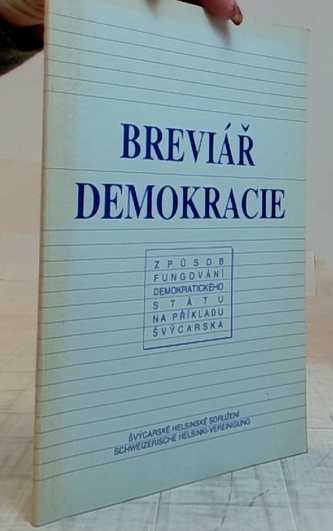 BREVIÁŘ
DEMOKRACIE
ZPŮSOB
FUNGOVÁNÍ
DEMOKRATICKÉHO
STÁTU
NA PŘÍKLADU
ŠVÝCARSKA
ŠVÝCARSKÉ HELSINSKÉ SDRUŽENÍ
SCHWEIZERISCHE HELSINKI-VEREINIGUNG